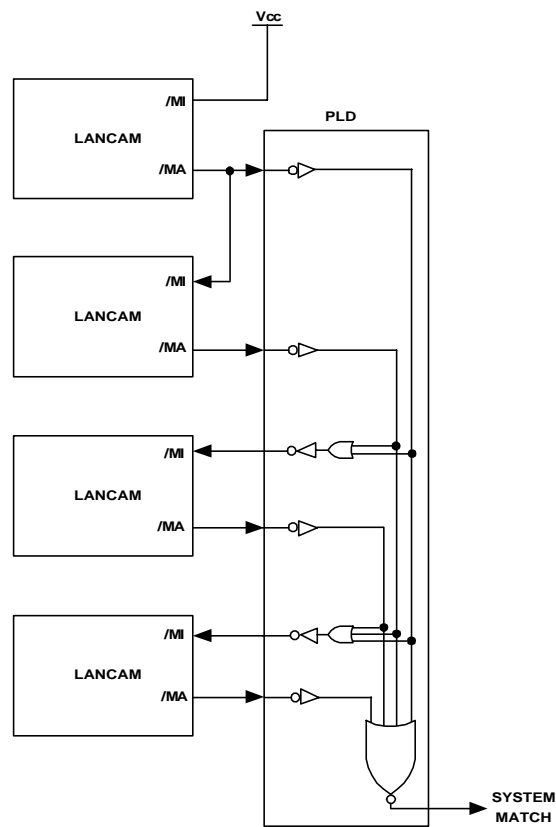 Vcc
/MI
LANCAM
/MA
PLD
/MI
LANCAM
/MA
/MI
LANCAM
/MA
/MI
LANCAM
/MA
SYSTEM
MATCH